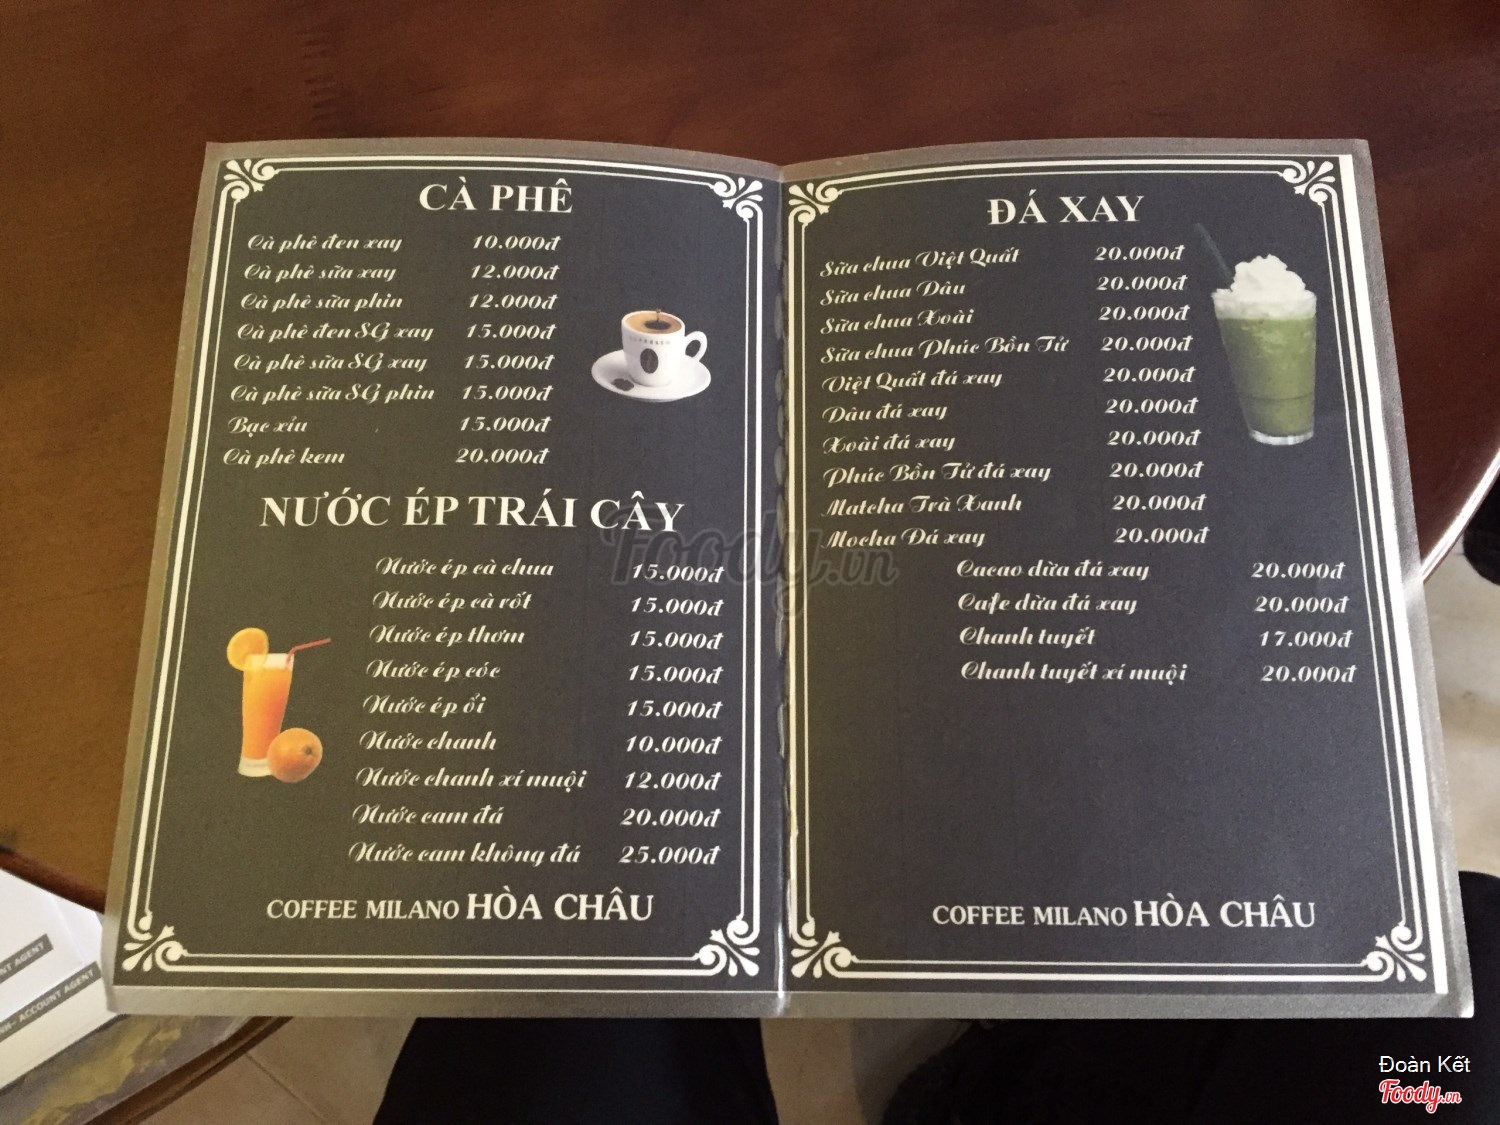 CÀ PHÊ
Cà phê đen xay 10.000đ
Cà phê sữa xay 12.000đ
Cà phê sữa phin 12.000đ
Cà phê đen SG xay 15.000đ
Cà phê sữa SG xay 15.000đ
Cà phê sữa SG phin 15.000đ
Bạc xỉu 15.000đ
Cà phê kem 20.000đ
NƯỚC ÉP TRÁI CÂY
Nước ép cà chua 15.000đ
Nước ép cà rốt 15.000đ
Nước ép thơm 15.000đ
Nước ép cóc 15.000đ
Nước ép ổi 15.000đ
Nước chanh 10.000đ
Nước chanh xí muội 12.000đ
Nước cam đá 20.000đ
Nước cam không đá 25.000đ
COFFEE MILANO HÒA CHÂU
ĐÁ XAY
Sữa chua Việt Quất 20.000đ
Sữa chua Dâu 20.000đ
Sữa chua Xoài 20.000đ
Sữa chua Phúc Bồn Tử 20.000đ
Việt Quất đá xay 20.000đ
Dâu đá xay 20.000đ
Xoài đá xay 20.000đ
Phúc Bồn Tử đá xay 20.000đ
Matcha Trà Xanh 20.000đ
Mocha Đá xay 20.000đ
Cacao dừa đá xay 20.000đ
Cafe dừa đá xay 20.000đ
Chanh tuyết 17.000đ
Chanh tuyết xí muội 20.000đ
COFFEE MILANO HÒA CHÂU
Foody.vn
NT AGENT
ACCOUNT AGENT
Đoàn Kết
Foody.vn